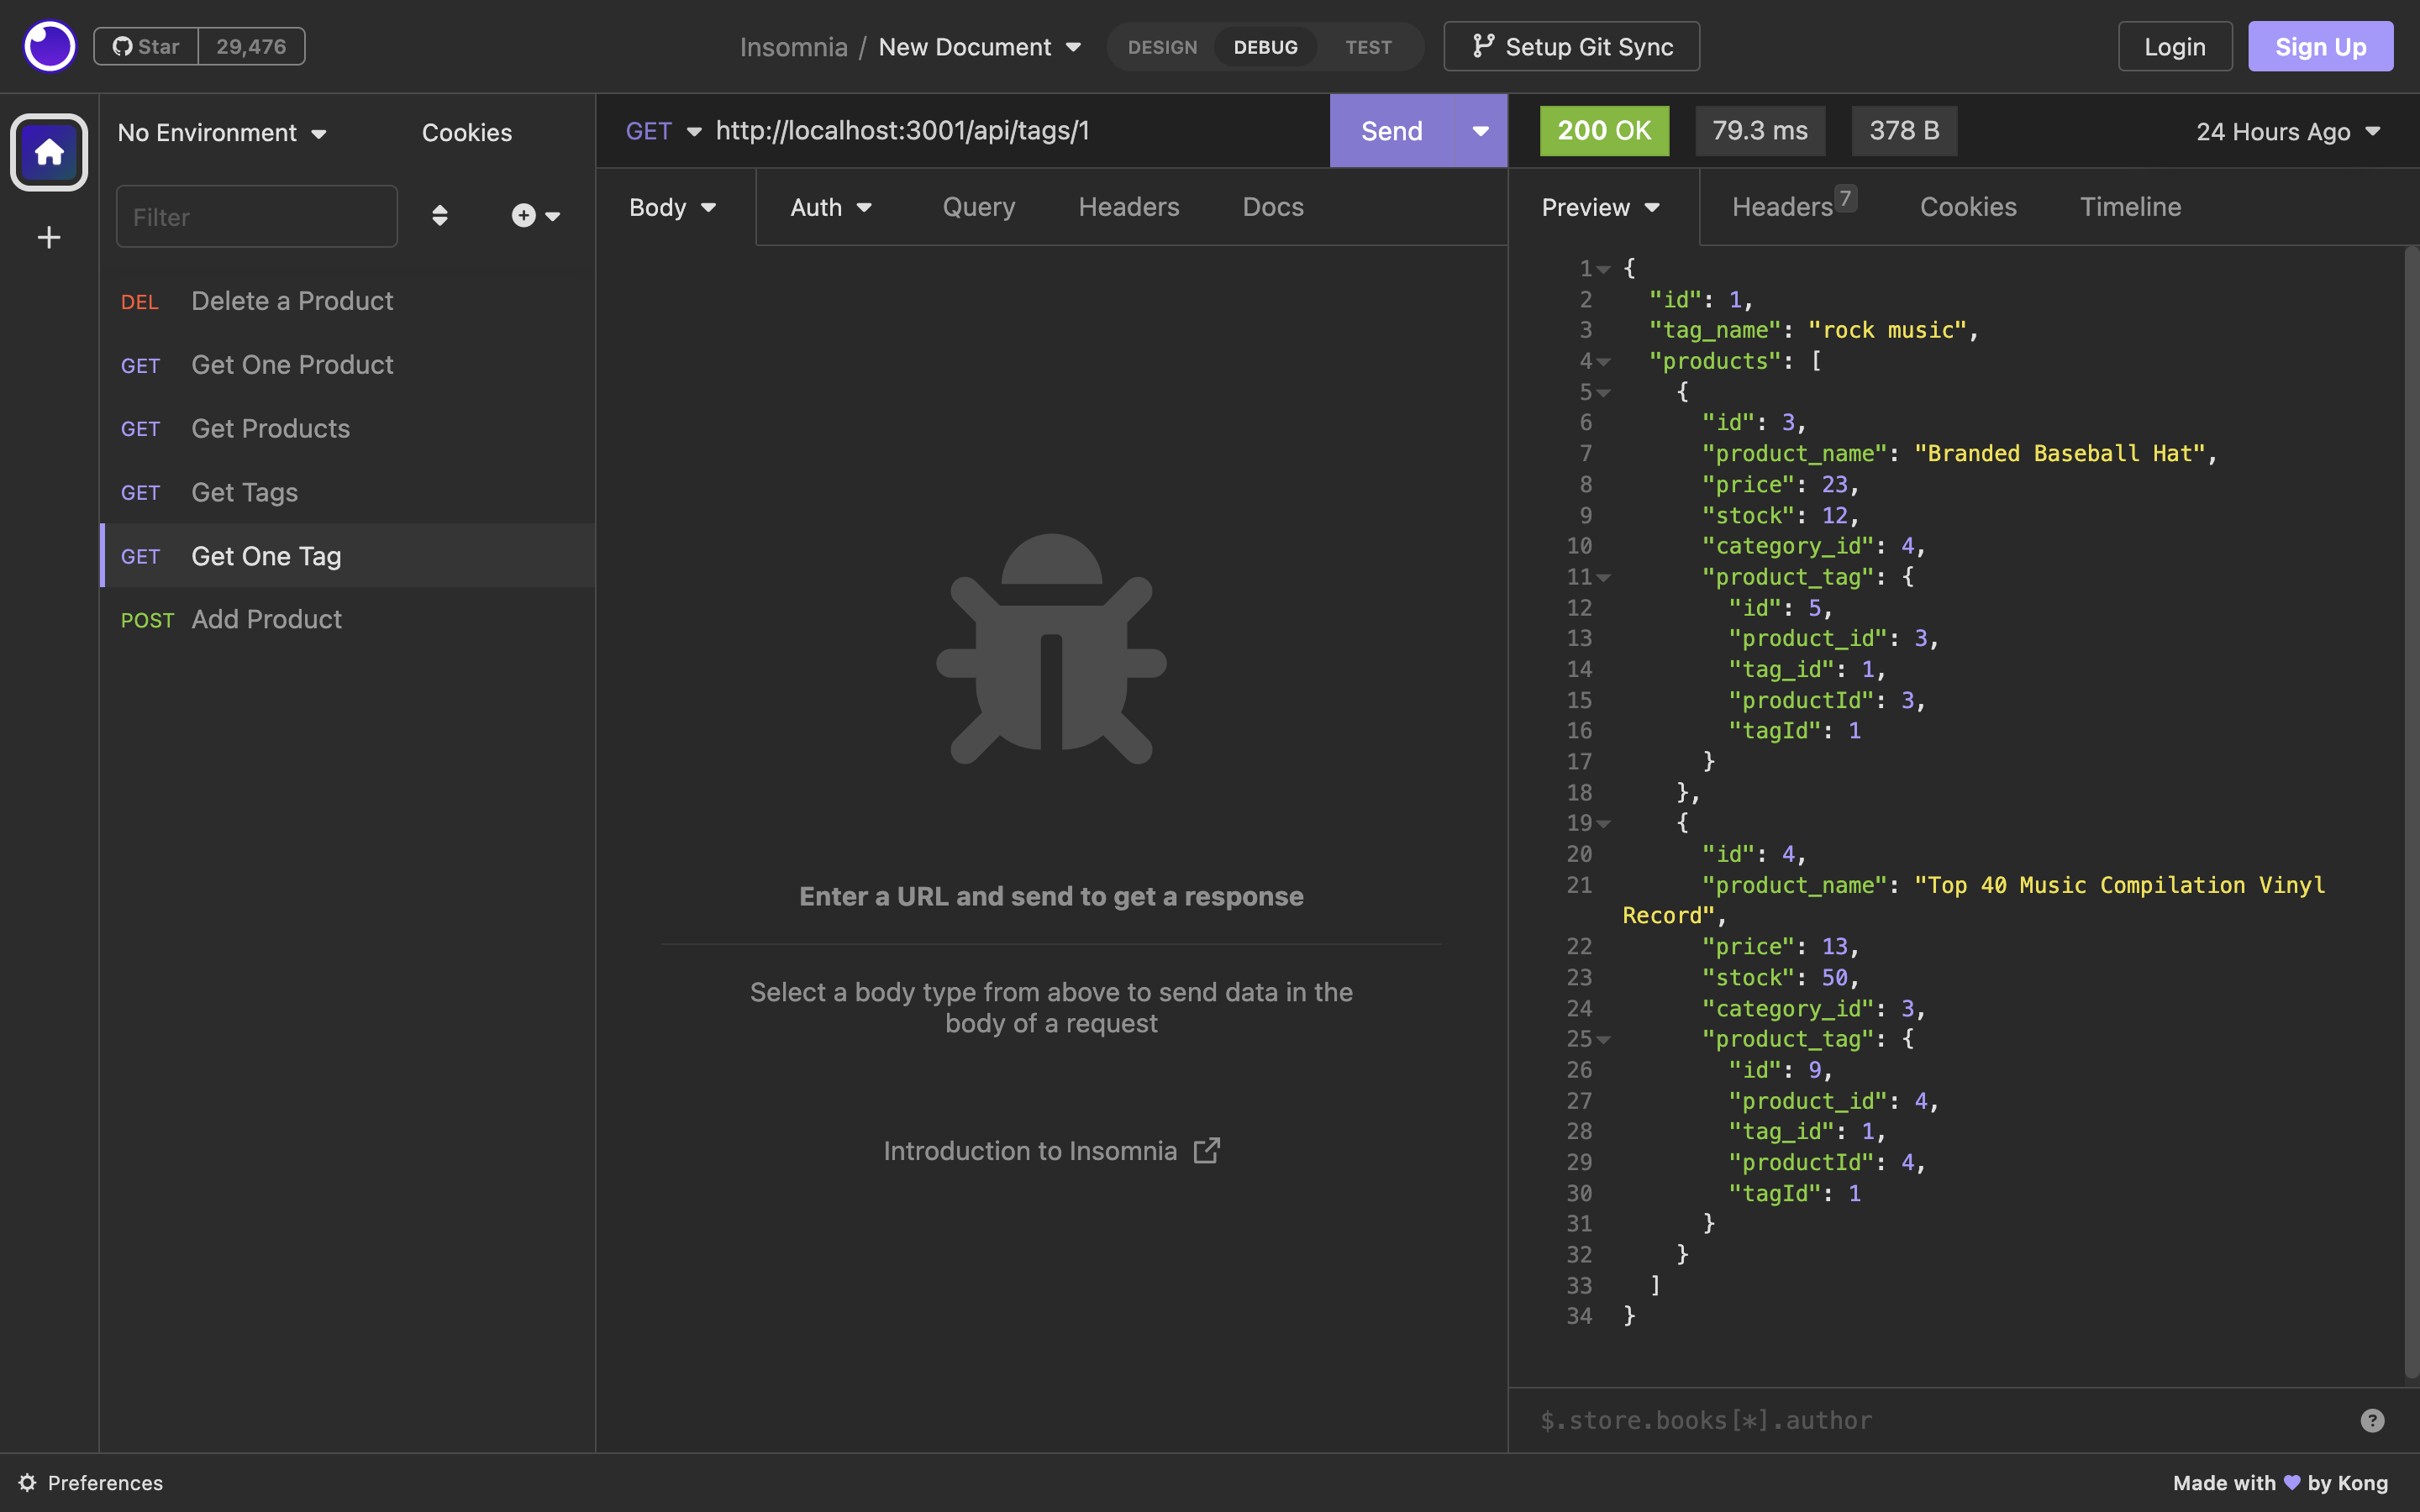 Star 29,476
Insomnia / New Document
DESIGN DEBUG TEST
Setup Git Sync
Login
Sign Up
No Environment
Cookies
Filter
DEL Delete a Product
GET Get One Product
GET Get Products
GET Get Tags
GET Get One Tag
POST Add Product
GET http://localhost:3001/api/tags/1
Send
Body Auth Query Headers Docs
Enter a URL and send to get a response
Select a body type from above to send data in the
body of a request
Introduction to Insomnia
200 OK 79.3 ms 378 B 24 Hours Ago
Preview Headers 7 Cookies Timeline
1 {
2 "id": 1,
3 "tag_name": "rock music",
4 "products": [
5 {
6 "id": 3,
7 "product_name": "Branded Baseball Hat",
8 "price": 23,
9 "stock": 12,
10 "category_id": 4,
11 "product_tag": {
12 "id": 5,
13 "product_id": 3,
14 "tag_id": 1,
15 "productId": 3,
16 "tagId": 1
17 }
18 },
19 {
20 "id": 4,
21 "product_name": "Top 40 Music Compilation Vinyl
Record",
22 "price": 13,
23 "stock": 50,
24 "category_id": 3,
25 "product_tag": {
26 "id": 9,
27 "product_id": 4,
28 "tag_id": 1,
29 "productId": 4,
30 "tagId": 1
31 }
32 }
33 ]
34 }
$.store.books[*].author
?
Preferences
Made with 💜 by Kong